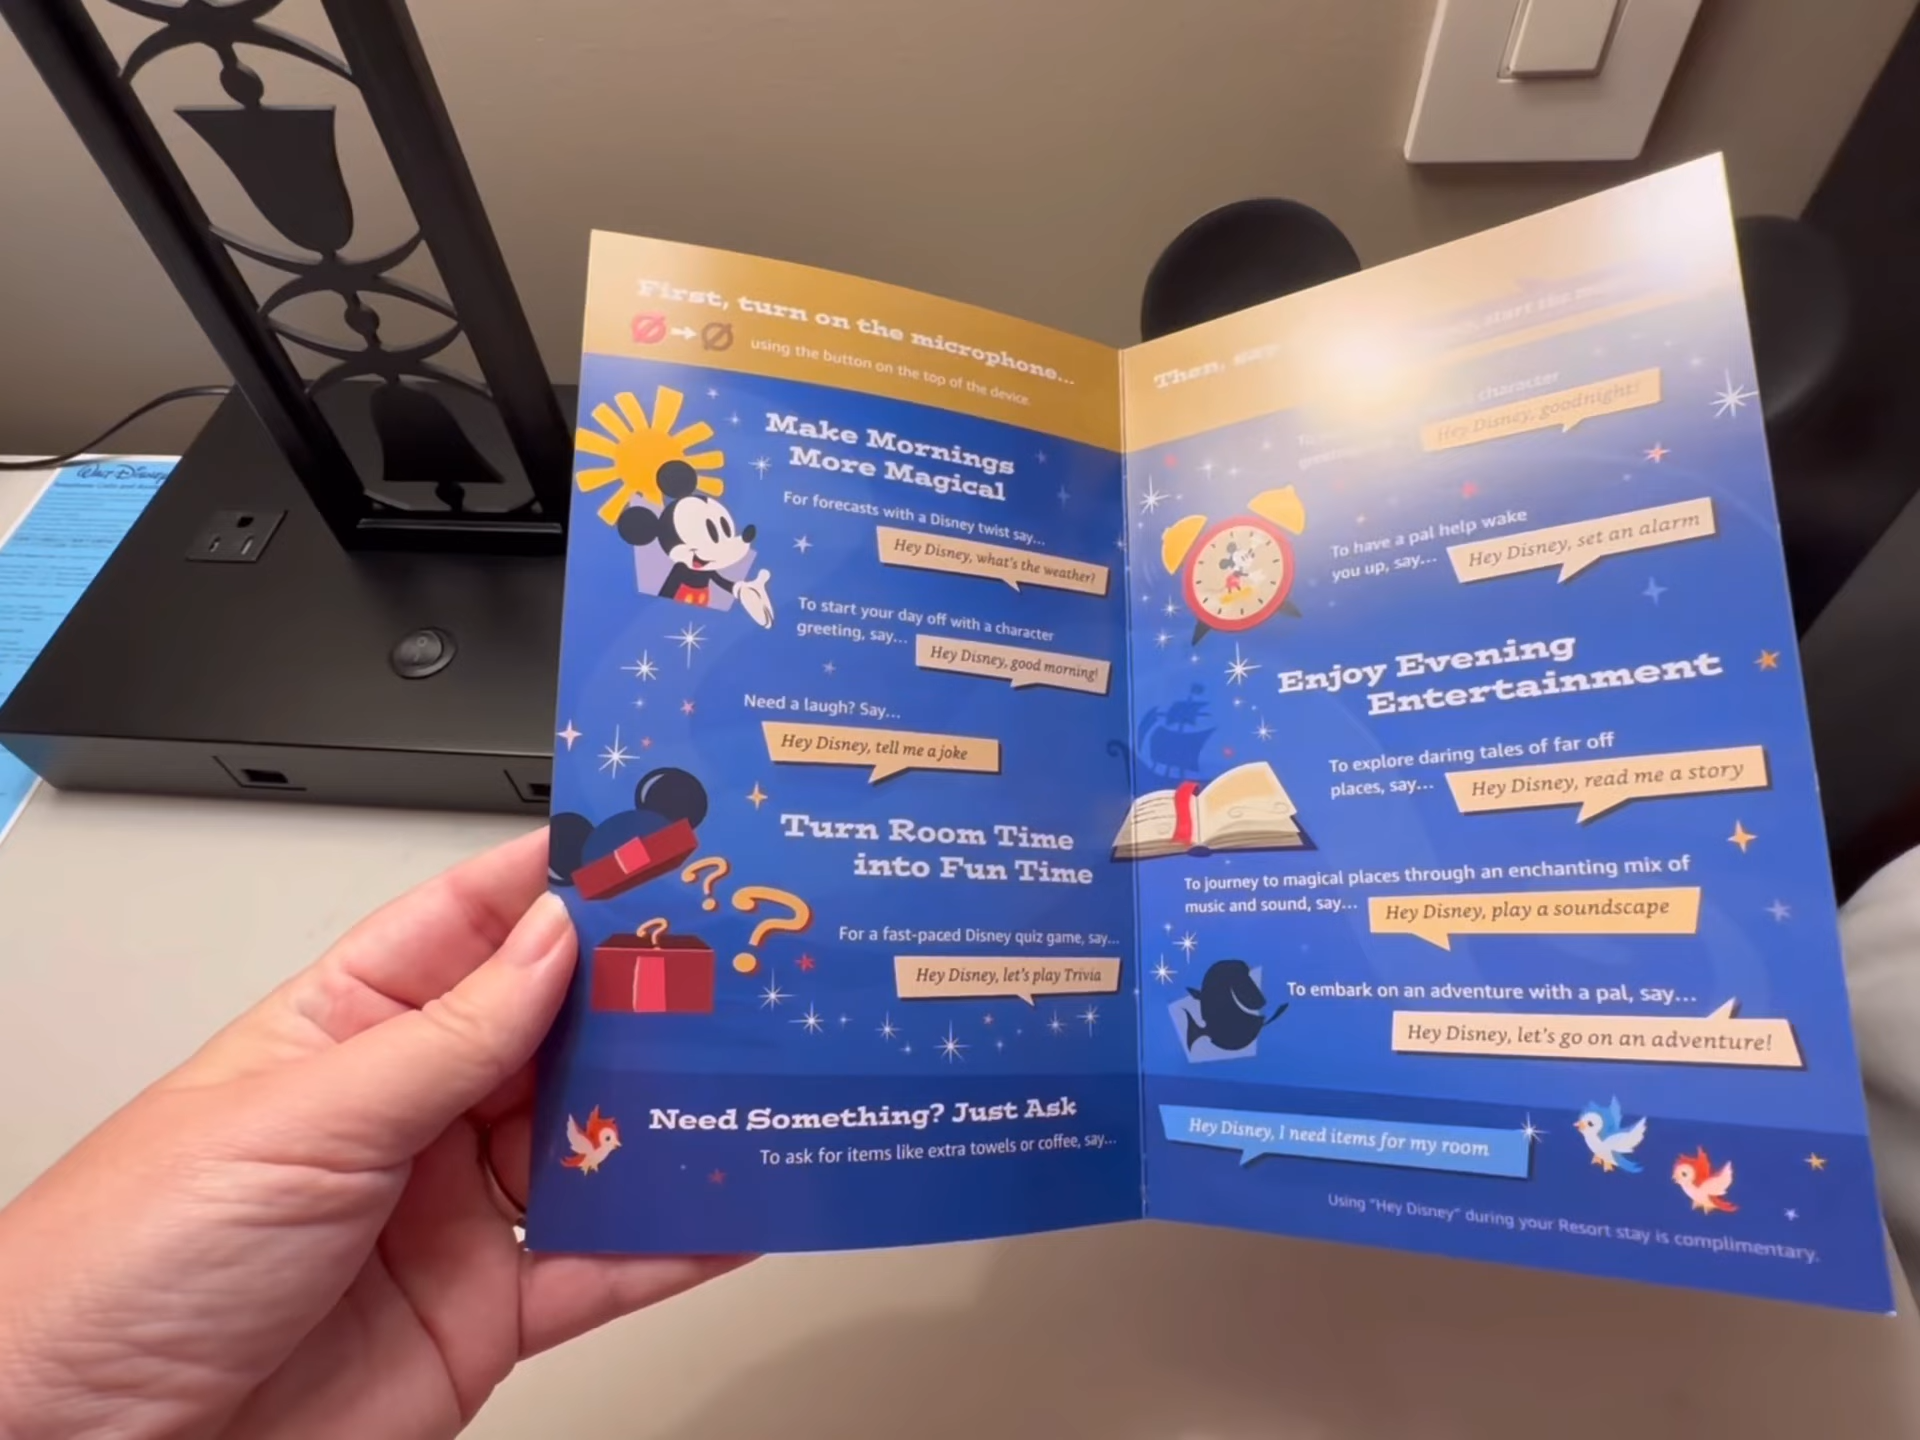 First, turn on the microphone...
using the button on the top of the device.
Make Mornings
More Magical
For forecasts with a Disney twist say...
Hey Disney, what's the weather?
To start your day off with a character
greeting, say...
Hey Disney, good morning!
Need a laugh? Say...
Hey Disney, tell me a joke
Turn Room Time
into Fun Time
For a fast-paced Disney quiz game, say...
Hey Disney, let's play Trivia
Need Something? Just Ask
To ask for items like extra towels or coffee, say...
Then, say
start the
character
Hey Disney, goodnight!
To have a pal help wake
you up, say...
Hey Disney, set an alarm
Enjoy Evening
Entertainment
To explore daring tales of far off
places, say...
Hey Disney, read me a story
To journey to magical places through an enchanting mix of
music and sound, say...
Hey Disney, play a soundscape
To embark on an adventure with a pal, say...
Hey Disney, let's go on an adventure!
Hey Disney, I need items for my room
Using "Hey Disney" during your Resort stay is complimentary.
Walt Disney